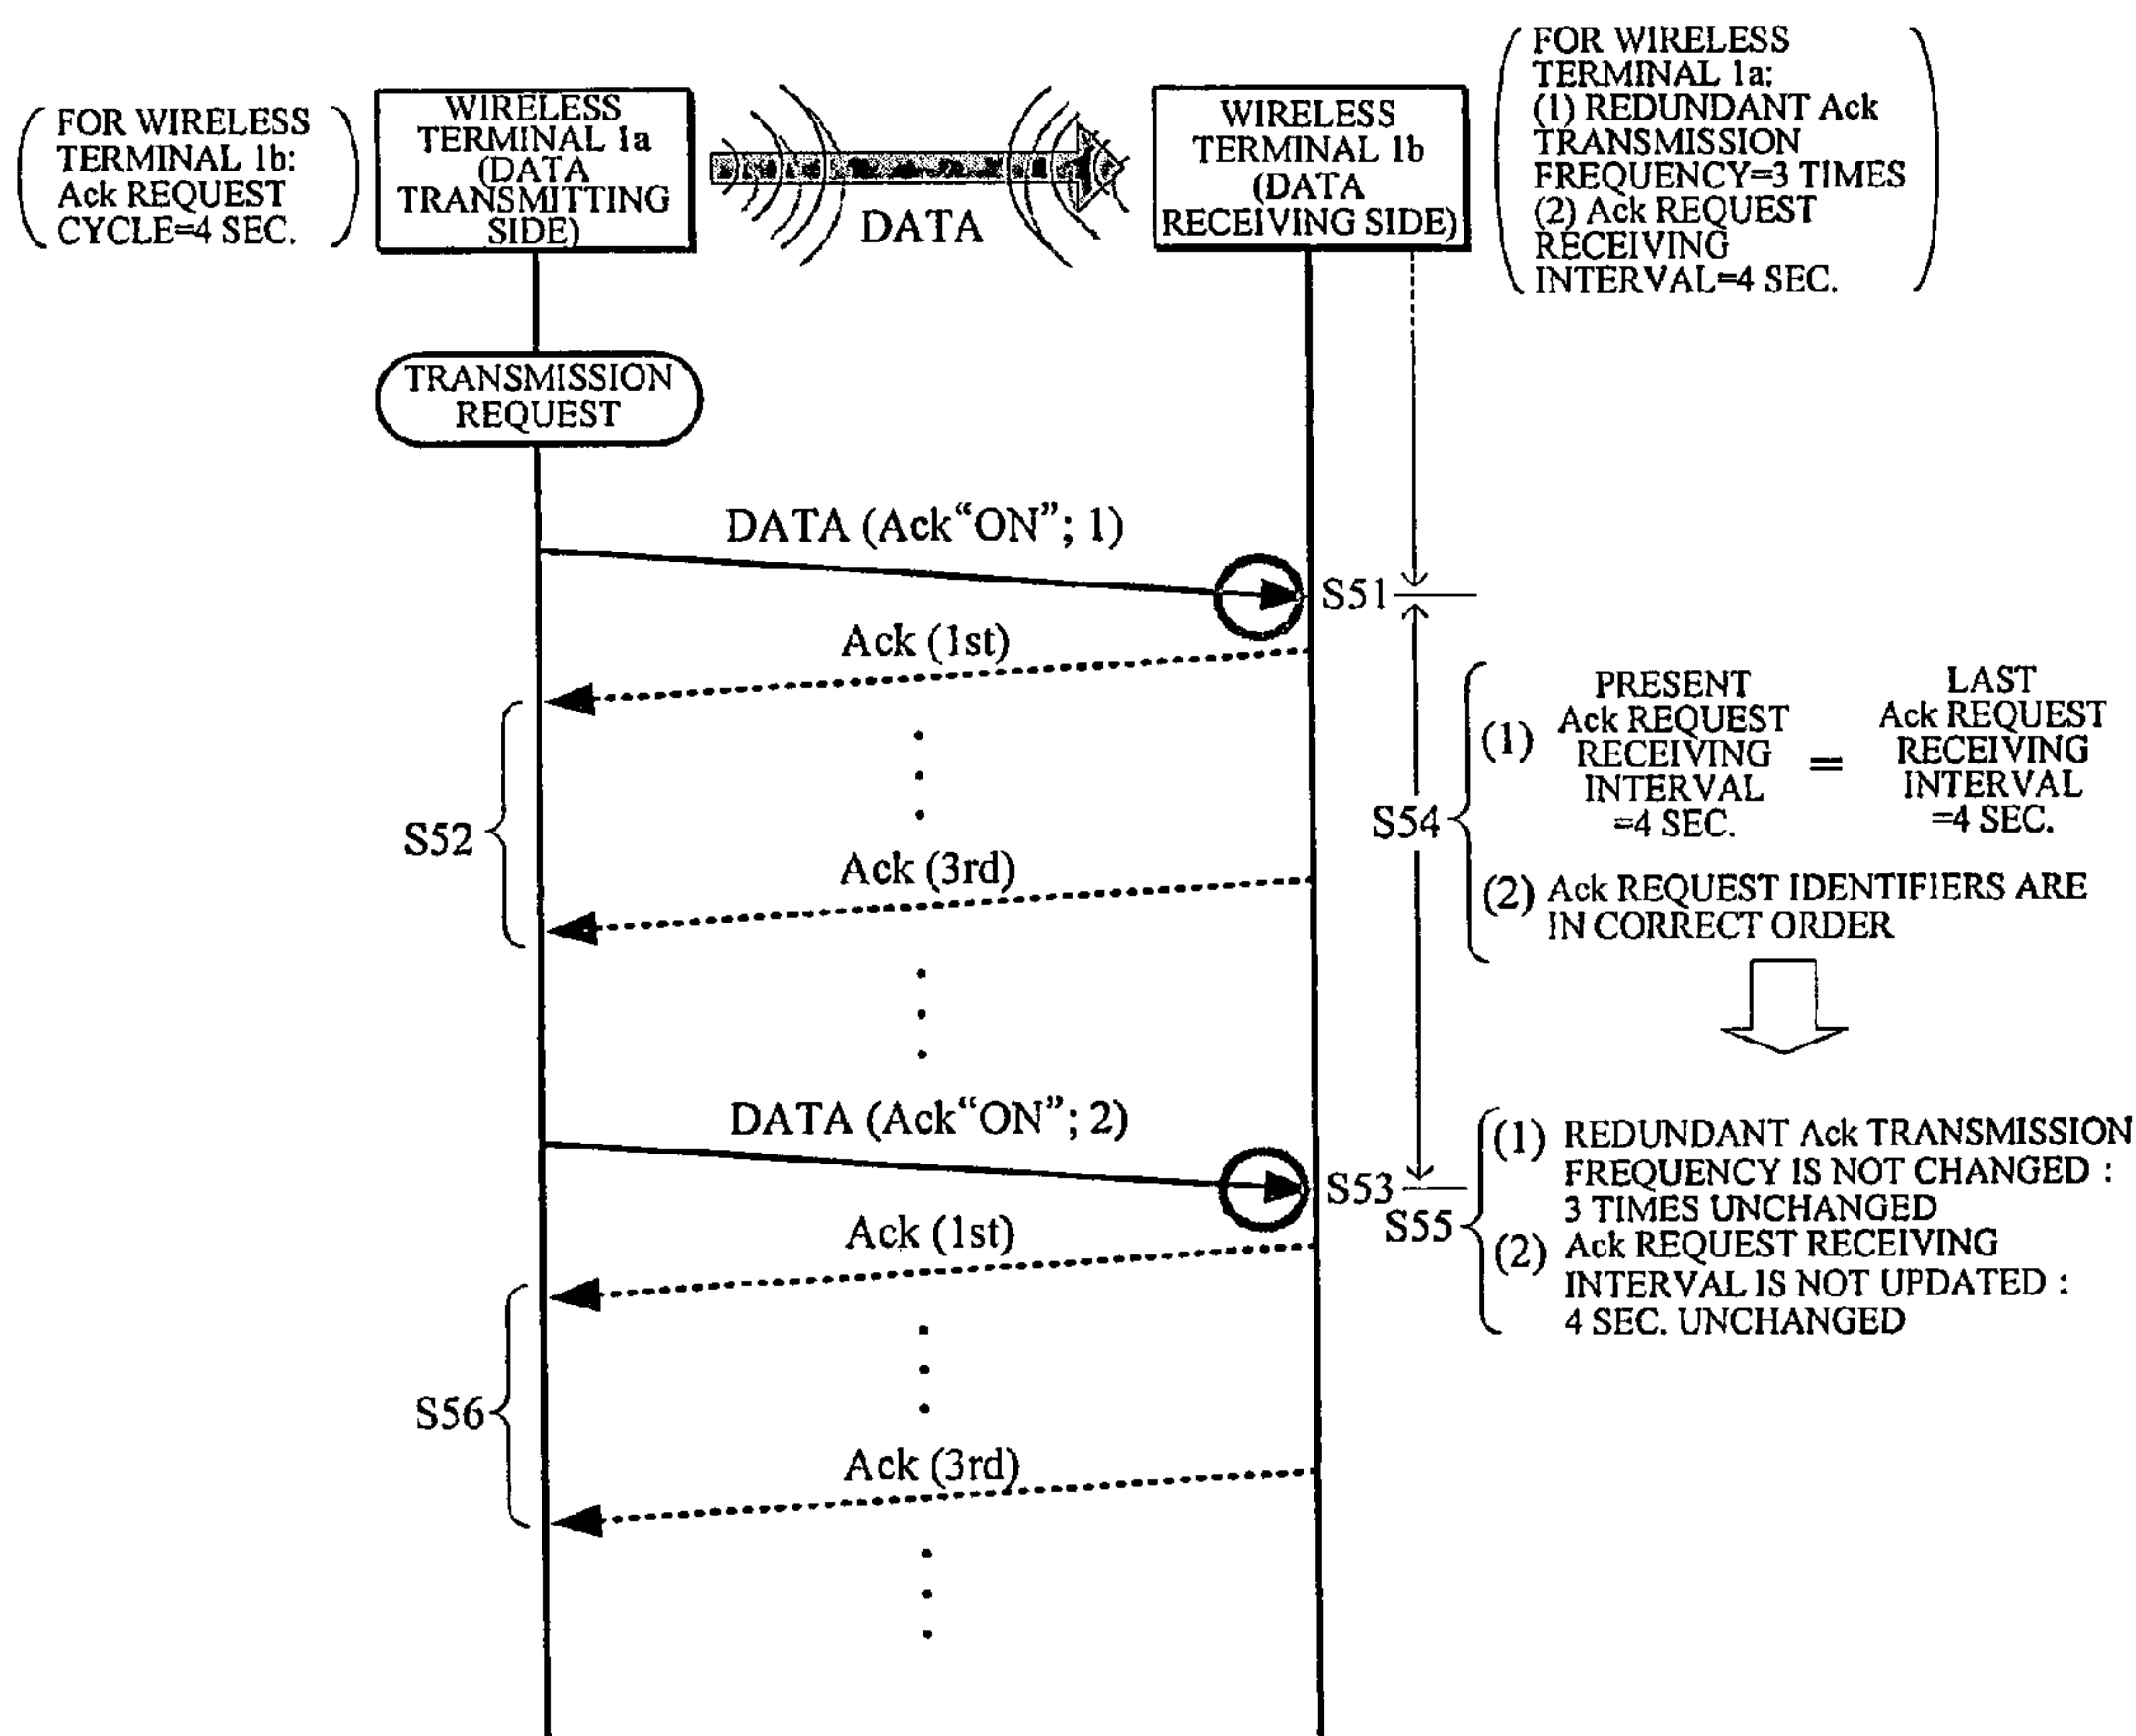 FOR WIRELESS
TERMINAL 1b:
Ack REQUEST
CYCLE=4 SEC.
WIRELESS
TERMINAL 1a
(DATA
TRANSMITTING
SIDE)
DATA
WIRELESS
TERMINAL 1b
(DATA
RECEIVING SIDE)
FOR WIRELESS
TERMINAL 1a:
(1) REDUNDANT Ack
TRANSMISSION
FREQUENCY=3 TIMES
(2) Ack REQUEST
RECEIVING
INTERVAL=4 SEC.
TRANSMISSION
REQUEST
DATA (Ack“ON”; 1)
S51
Ack (1st)
S52
Ack (3rd)
S54
(1)
PRESENT
Ack REQUEST
RECEIVING
INTERVAL
=4 SEC.
=
LAST
Ack REQUEST
RECEIVING
INTERVAL
=4 SEC.
(2) Ack REQUEST IDENTIFIERS ARE
IN CORRECT ORDER
DATA (Ack“ON”; 2)
S53
S55
(1) REDUNDANT Ack TRANSMISSION
FREQUENCY IS NOT CHANGED :
3 TIMES UNCHANGED
(2) Ack REQUEST RECEIVING
INTERVAL IS NOT UPDATED :
4 SEC. UNCHANGED
Ack (1st)
S56
Ack (3rd)